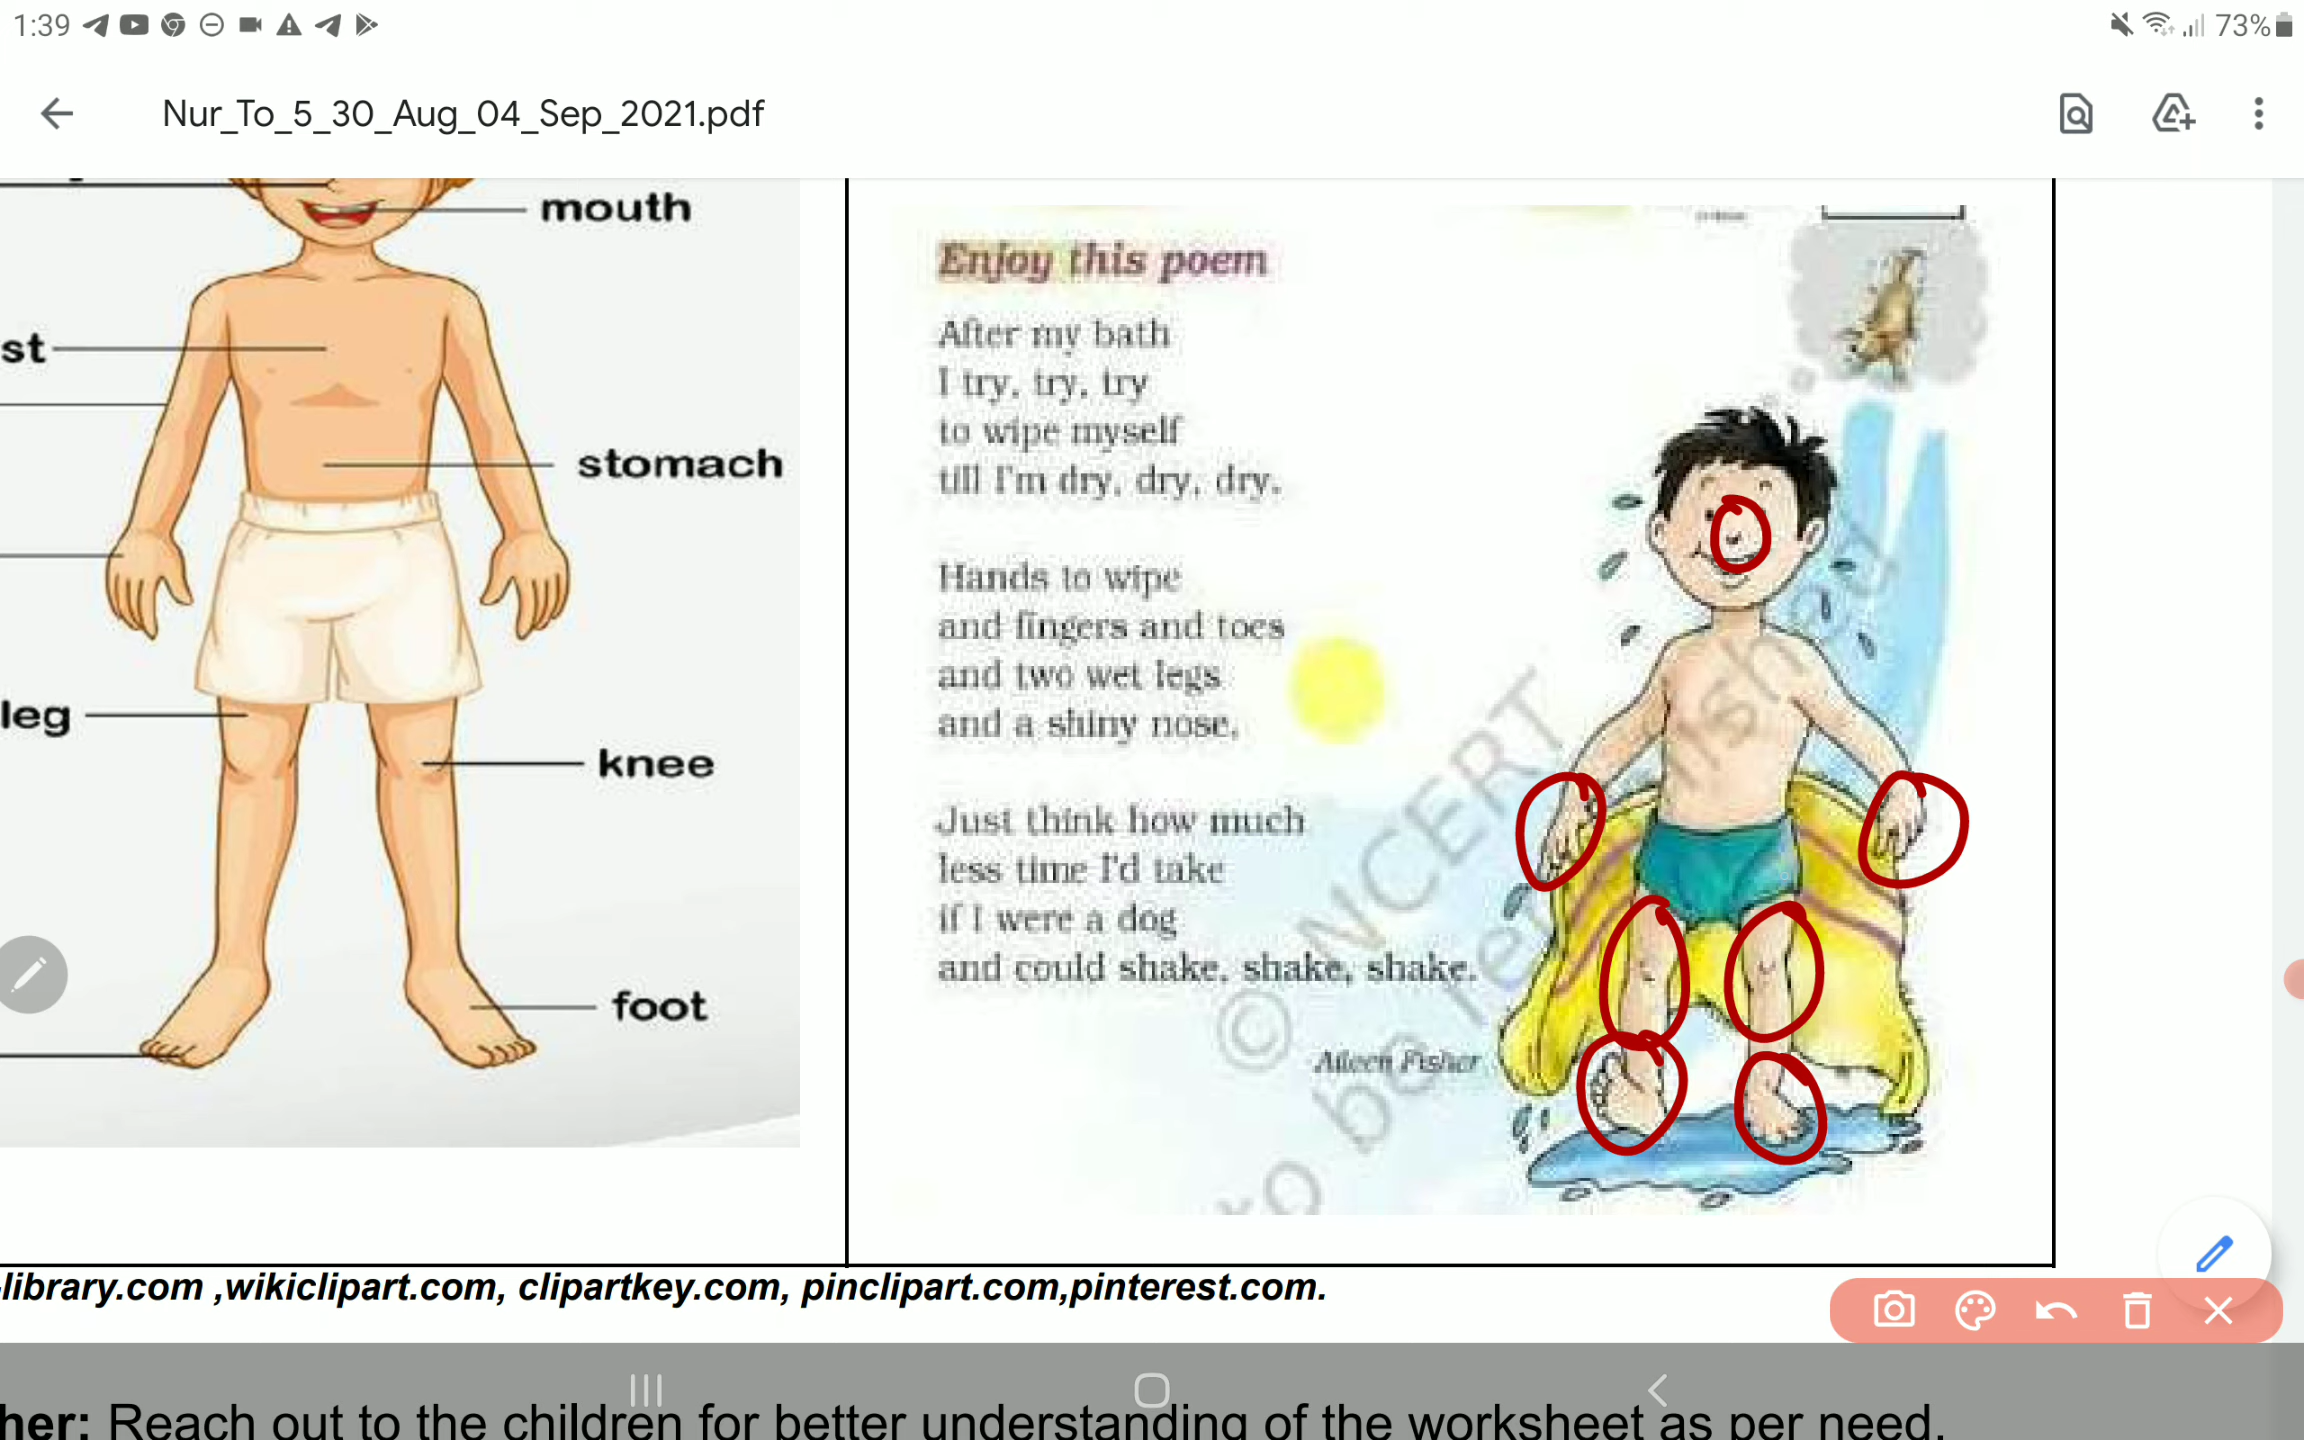 1:39
73%
Nur_To_5_30_Aug_04_Sep_2021.pdf
mouth
st
stomach
leg
knee
foot
Enjoy this poem
After my bath
I try, try, try
to wipe myself
till I'm dry, dry, dry.
Hands to wipe
and fingers and toes
and two wet legs
and a shiny nose.
Just think how much
less time I'd take
if I were a dog
and could shake, shake, shake.
Aileen Fisher
© NCERT
to be re
lished
-library.com ,wikiclipart.com, clipartkey.com, pinclipart.com,pinterest.com.
her: Reach out to the children for better understanding of the worksheet as per need.